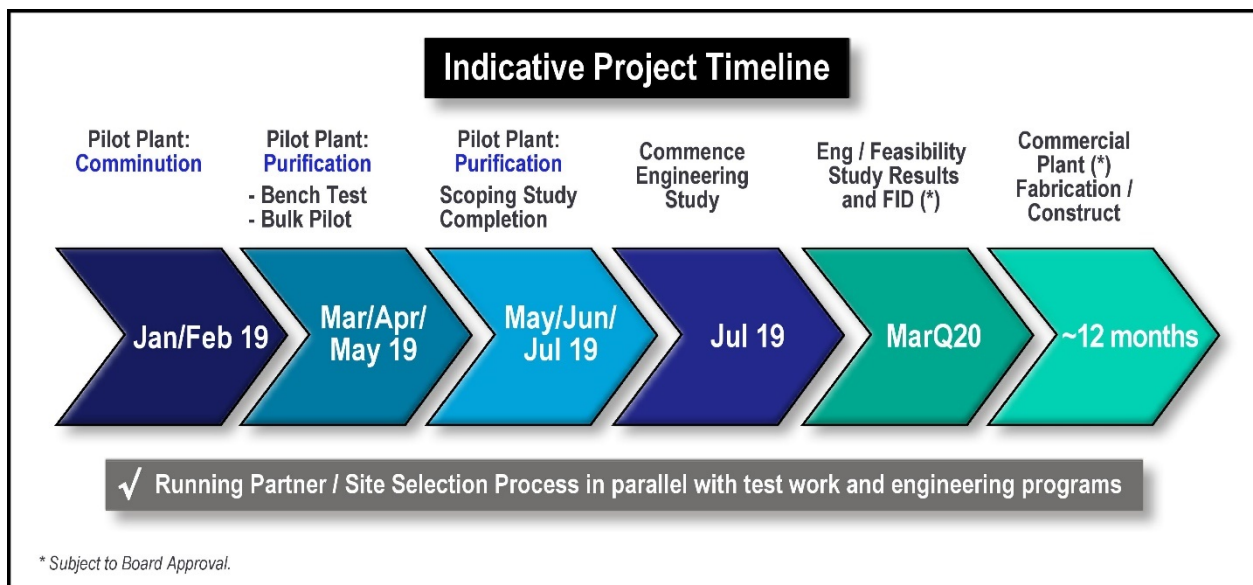 Indicative Project Timeline
Pilot Plant:
Comminution
Pilot Plant:
Purification
- Bench Test
- Bulk Pilot
Pilot Plant:
Purification
Scoping Study
Completion
Commence
Engineering
Study
Eng / Feasibility
Study Results
and FID (*)
Commercial
Plant (*)
Fabrication /
Construct
Jan/Feb 19
Mar/Apr/
May 19
May/Jun/
Jul 19
Jul 19
MarQ20
~12 months
√ Running Partner / Site Selection Process in parallel with test work and engineering programs
* Subject to Board Approval.